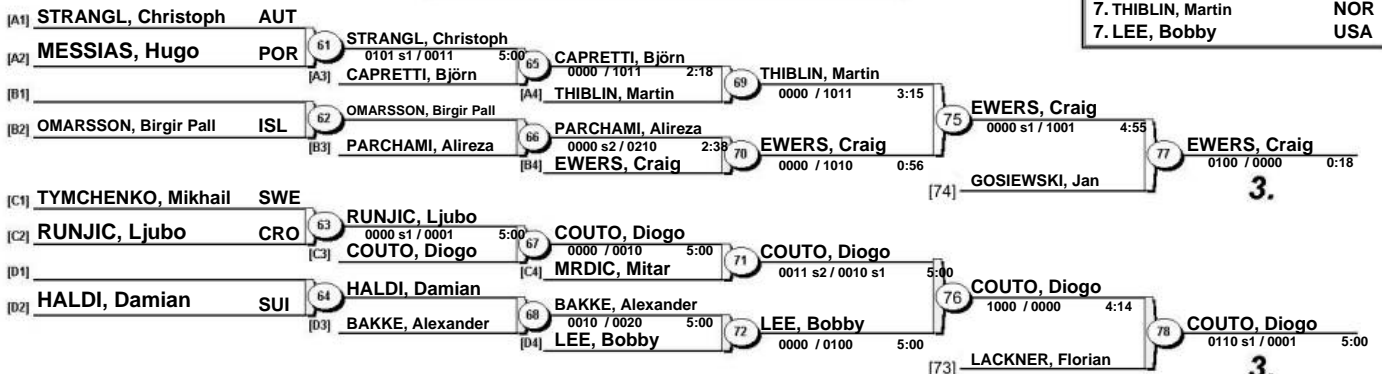 7. THIBLIN, Martin NOR
7. LEE, Bobby USA
[A1] STRANGL, Christoph AUT
[A2] MESSIAS, Hugo POR
61 STRANGL, Christoph
0101 s1 / 0011 5:00
[A3] CAPRETTI, Björn
65 CAPRETTI, Björn
0000 / 1011 2:18
[A4] THIBLIN, Martin
69 THIBLIN, Martin
0000 / 1011 3:15
[B1]
[B2] OMARSSON, Birgir Pall ISL
62 OMARSSON, Birgir Pall
[B3] PARCHAMI, Alireza
66 PARCHAMI, Alireza
0000 s2 / 0210 2:38
[B4] EWERS, Craig
70 EWERS, Craig
0000 / 1010 0:56
75 EWERS, Craig
0000 s1 / 1001 4:55
[74] GOSIEWSKI, Jan
77 EWERS, Craig
0100 / 0000 0:18
3.
[C1] TYMCHENKO, Mikhail SWE
[C2] RUNJIC, Ljubo CRO
63 RUNJIC, Ljubo
0000 s1 / 0001 5:00
[C3] COUTO, Diogo
67 COUTO, Diogo
0000 / 0010 5:00
[C4] MRDIC, Mitar
71 COUTO, Diogo
0011 s2 / 0010 s1 5:00
[D1]
[D2] HALDI, Damian SUI
64 HALDI, Damian
[D3] BAKKE, Alexander
68 BAKKE, Alexander
0010 / 0020 5:00
[D4] LEE, Bobby
72 LEE, Bobby
0000 / 0100 5:00
76 COUTO, Diogo
1000 / 0000 4:14
[73] LACKNER, Florian
78 COUTO, Diogo
0110 s1 / 0001 5:00
3.